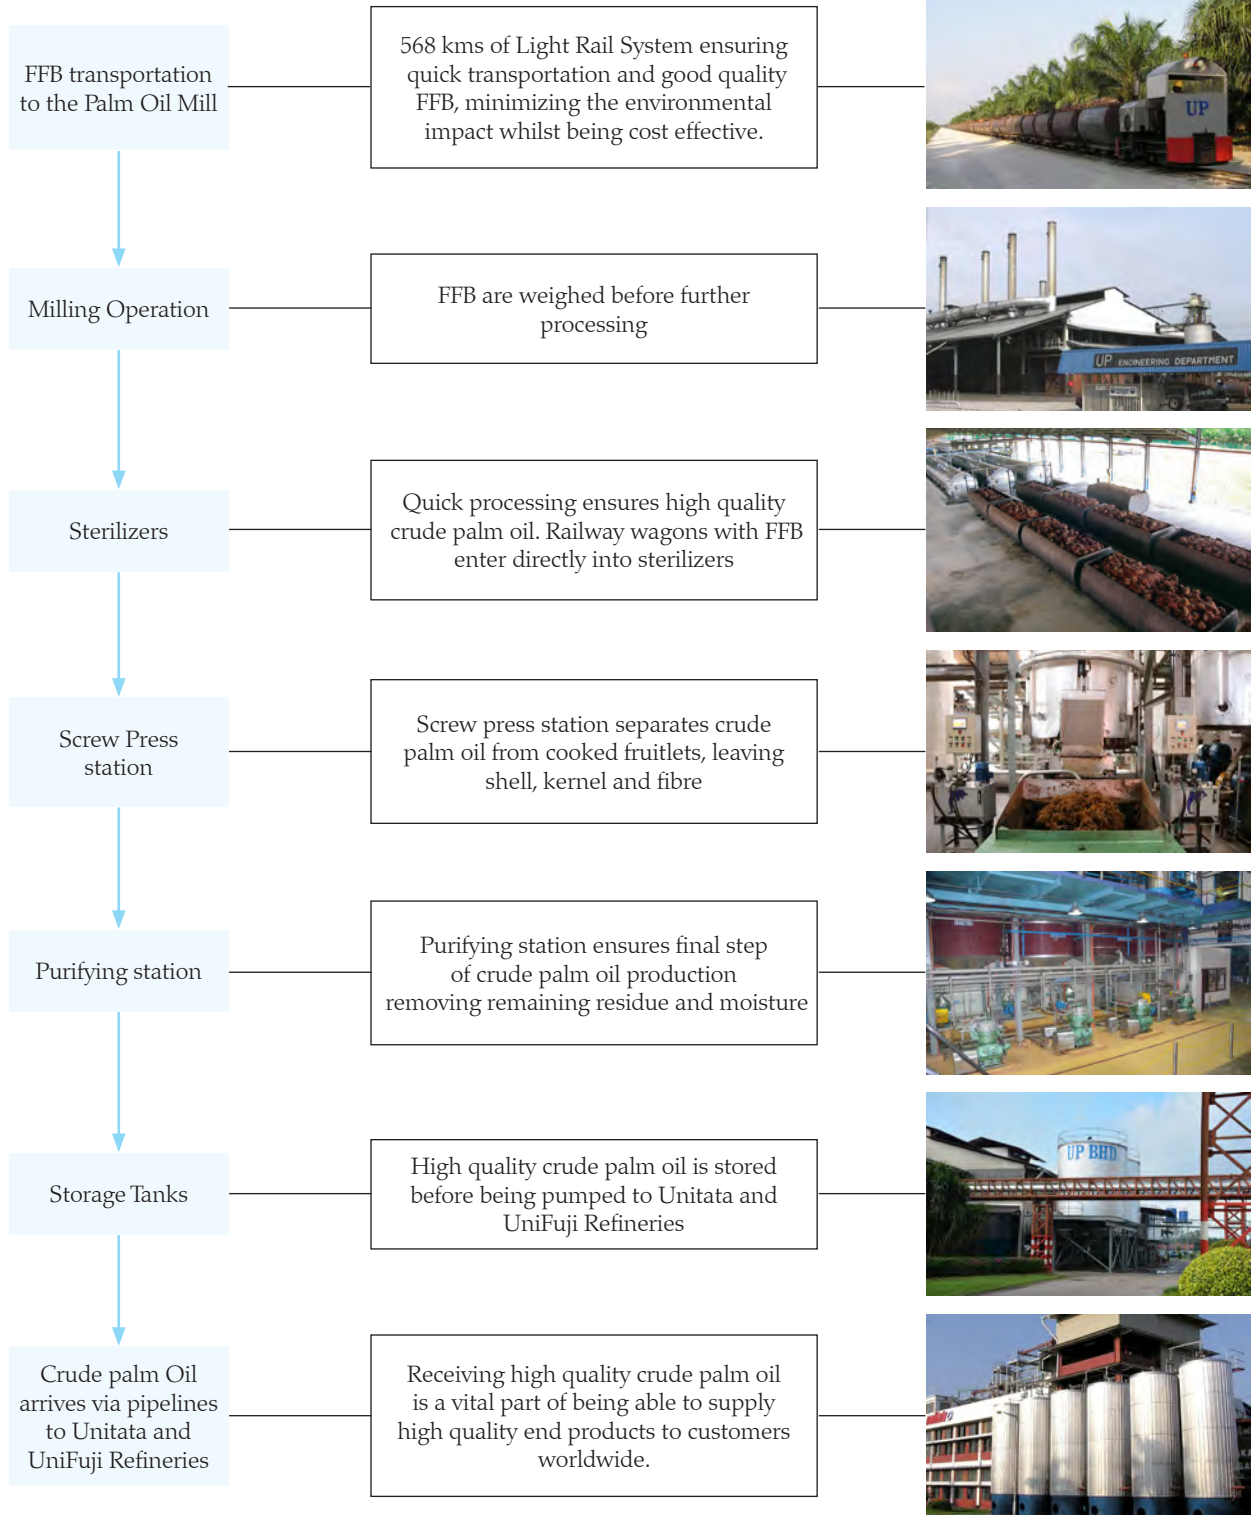 FFB transportation
to the Palm Oil Mill
568 kms of Light Rail System ensuring
quick transportation and good quality
FFB, minimizing the environmental
impact whilst being cost effective.
UP
Milling Operation
FFB are weighed before further
processing
UP ENGINEERING DEPARTMENT
Sterilizers
Quick processing ensures high quality
crude palm oil. Railway wagons with FFB
enter directly into sterilizers
Screw Press
station
Screw press station separates crude
palm oil from cooked fruitlets, leaving
shell, kernel and fibre
Purifying station
Purifying station ensures final step
of crude palm oil production
removing remaining residue and moisture
Storage Tanks
High quality crude palm oil is stored
before being pumped to Unitata and
UniFuji Refineries
UP BHD
Crude palm Oil
arrives via pipelines
to Unitata and
UniFuji Refineries
Receiving high quality crude palm oil
is a vital part of being able to supply
high quality end products to customers
worldwide.